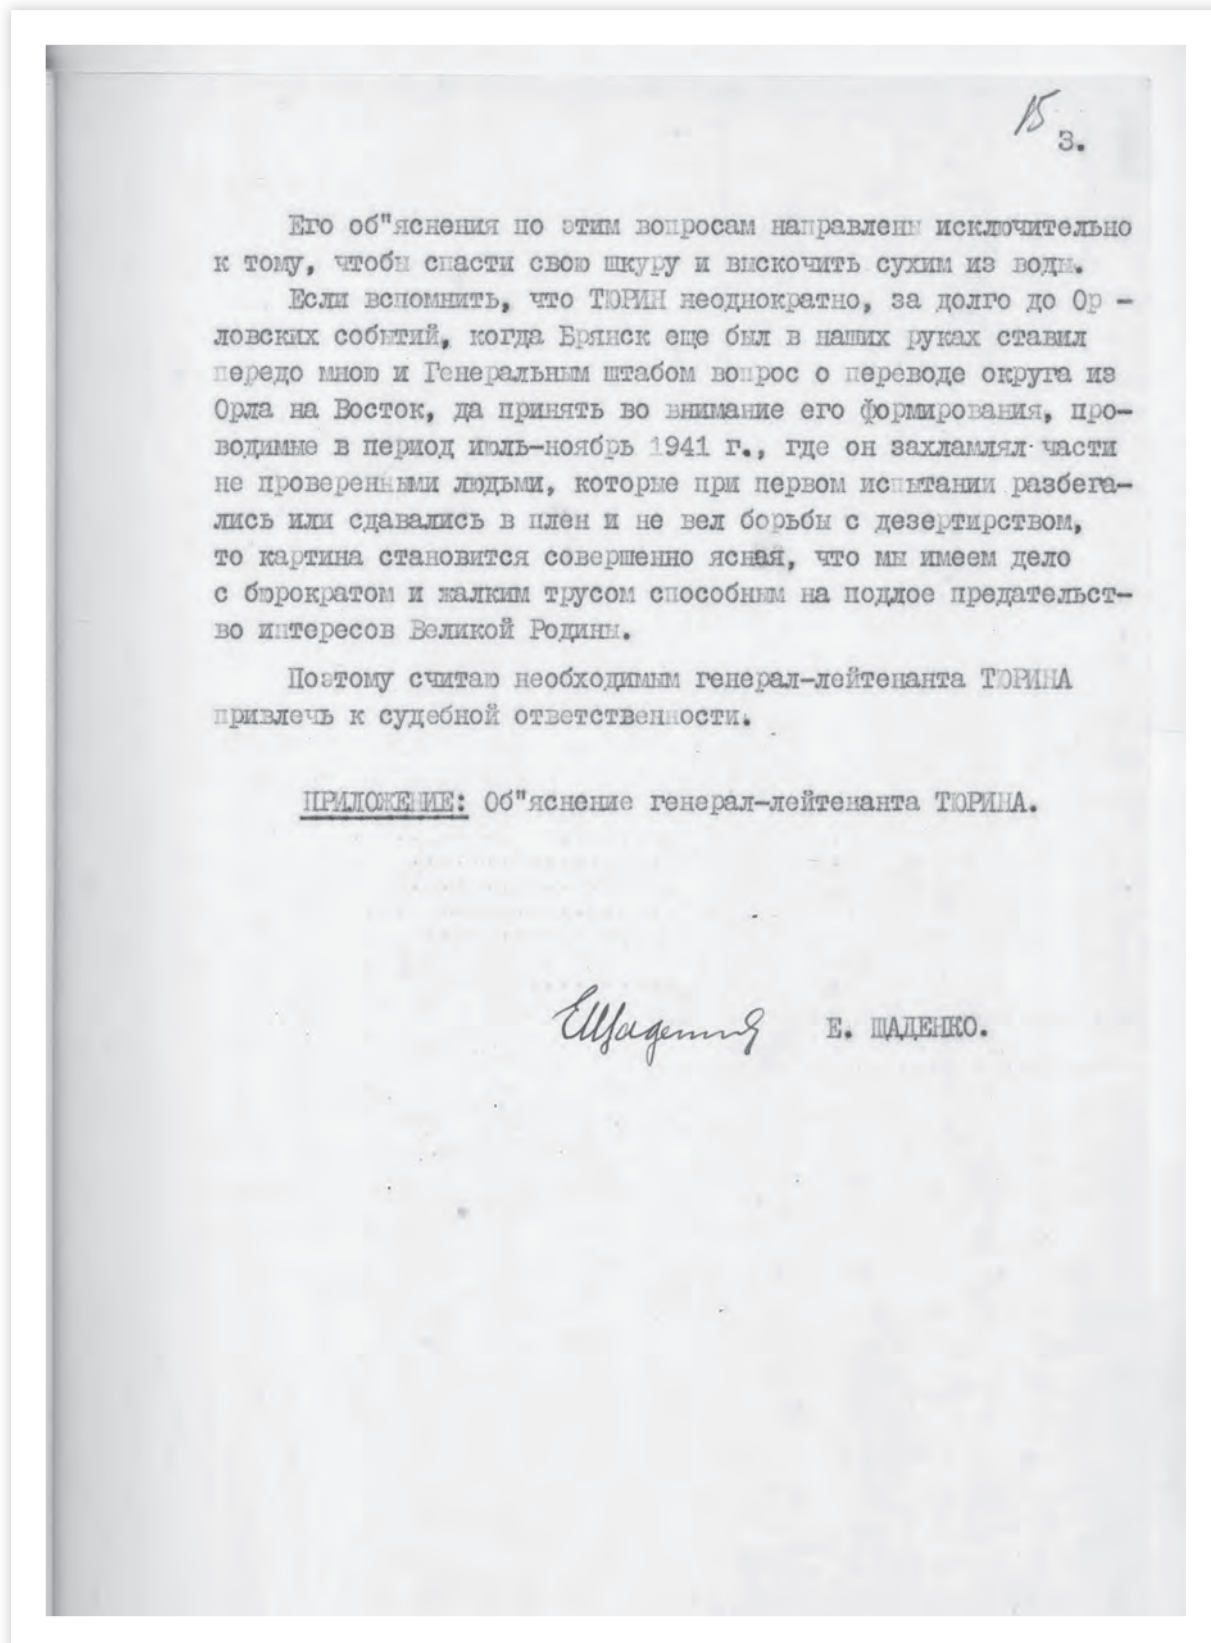 15
3.
Его об"яснения по этим вопросам направлены исключительно
к тому, чтобы спасти свою шкуру и выскочить сухим из воды.
Если вспомнить, что ТЮРИН неоднократно, за долго до Ор -
ловских событий, когда Брянск еще был в наших руках ставил
передо мною и Генеральным штабом вопрос о переводе округа из
Орла на Восток, да принять во внимание его формирования, про-
водимые в период июль-ноябрь 1941 г., где он захламлял части
не проверенными людьми, которые при первом испытании разбега-
лись или сдавались в плен и не вел борьбы с дезертирством,
то картина становится совершенно ясная, что мы имеем дело
с бюрократом и жалким трусом способным на подлое предательст-
во интересов Великой Родины.
Поэтому считаю необходимым генерал-лейтенанта ТЮРИНА
привлечь к судебной ответственности.
ПРИЛОЖЕНИЕ: Об"яснение генерал-лейтенанта ТЮРИНА.
ЕЩаденко Е. ЩАДЕНКО.